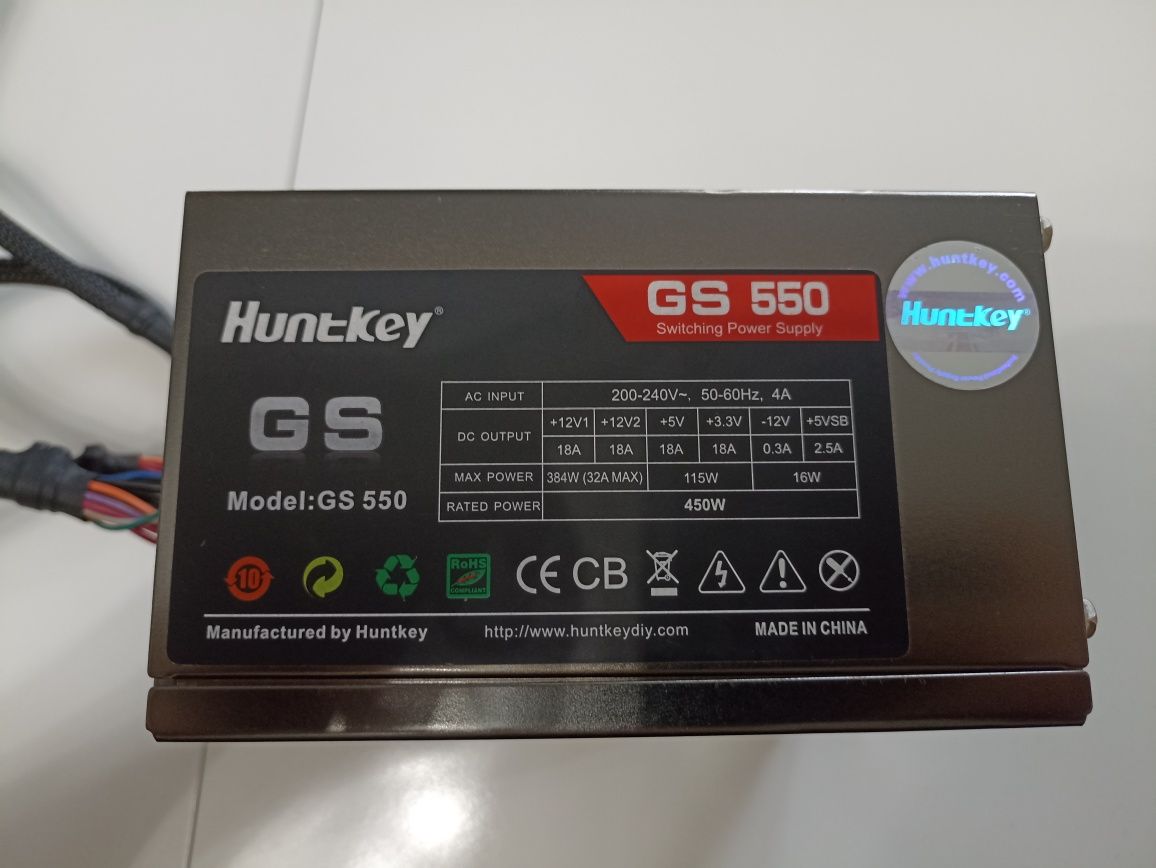 www.huntkey.com
Huntkey®
Huntkey®
GS 550
Switching Power Supply
GS
Model:GS 550
AC INPUT 200-240V~, 50-60Hz, 4A
DC OUTPUT +12V1 +12V2 +5V +3.3V -12V +5VSB
18A 18A 18A 18A 0.3A 2.5A
MAX POWER 384W (32A MAX) 115W 16W
RATED POWER 450W
10
RoHS
COMPLIANT
CE CB
Manufactured by Huntkey http://www.huntkeydiy.com MADE IN CHINA